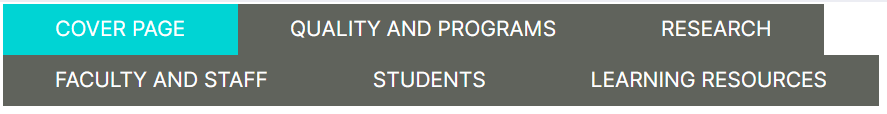 COVER PAGE QUALITY AND PROGRAMS RESEARCH
FACULTY AND STAFF STUDENTS LEARNING RESOURCES